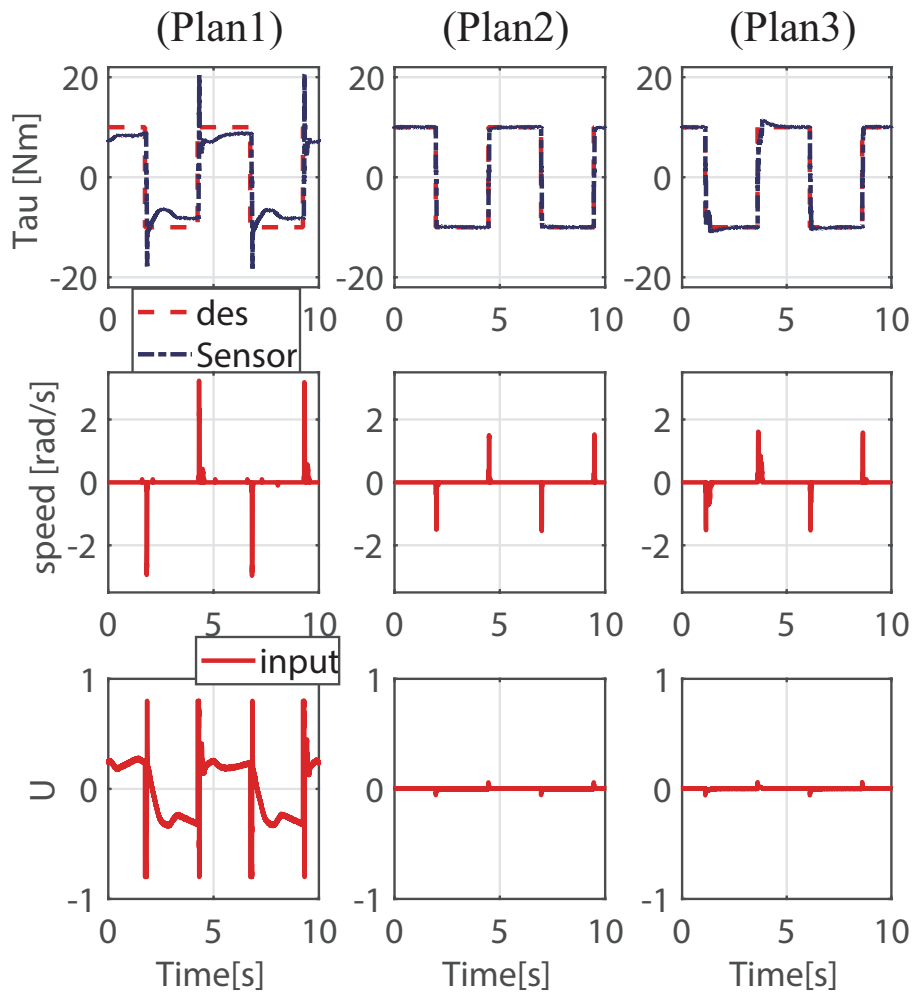 (Plan1) (Plan2) (Plan3)
Tau [Nm]
20 20 20
0 0 0
-20 -20 -20
0 10 0 5 10 0 5 10
des
Sensor
speed [rad/s]
2 2 2
0 0 0
-2 -2 -2
0 5 10 0 5 10 0 5 10
input
U
1 1 1
0 0 0
-1 -1 -1
0 5 10 0 5 10 0 5 10
Time[s] Time[s] Time[s]